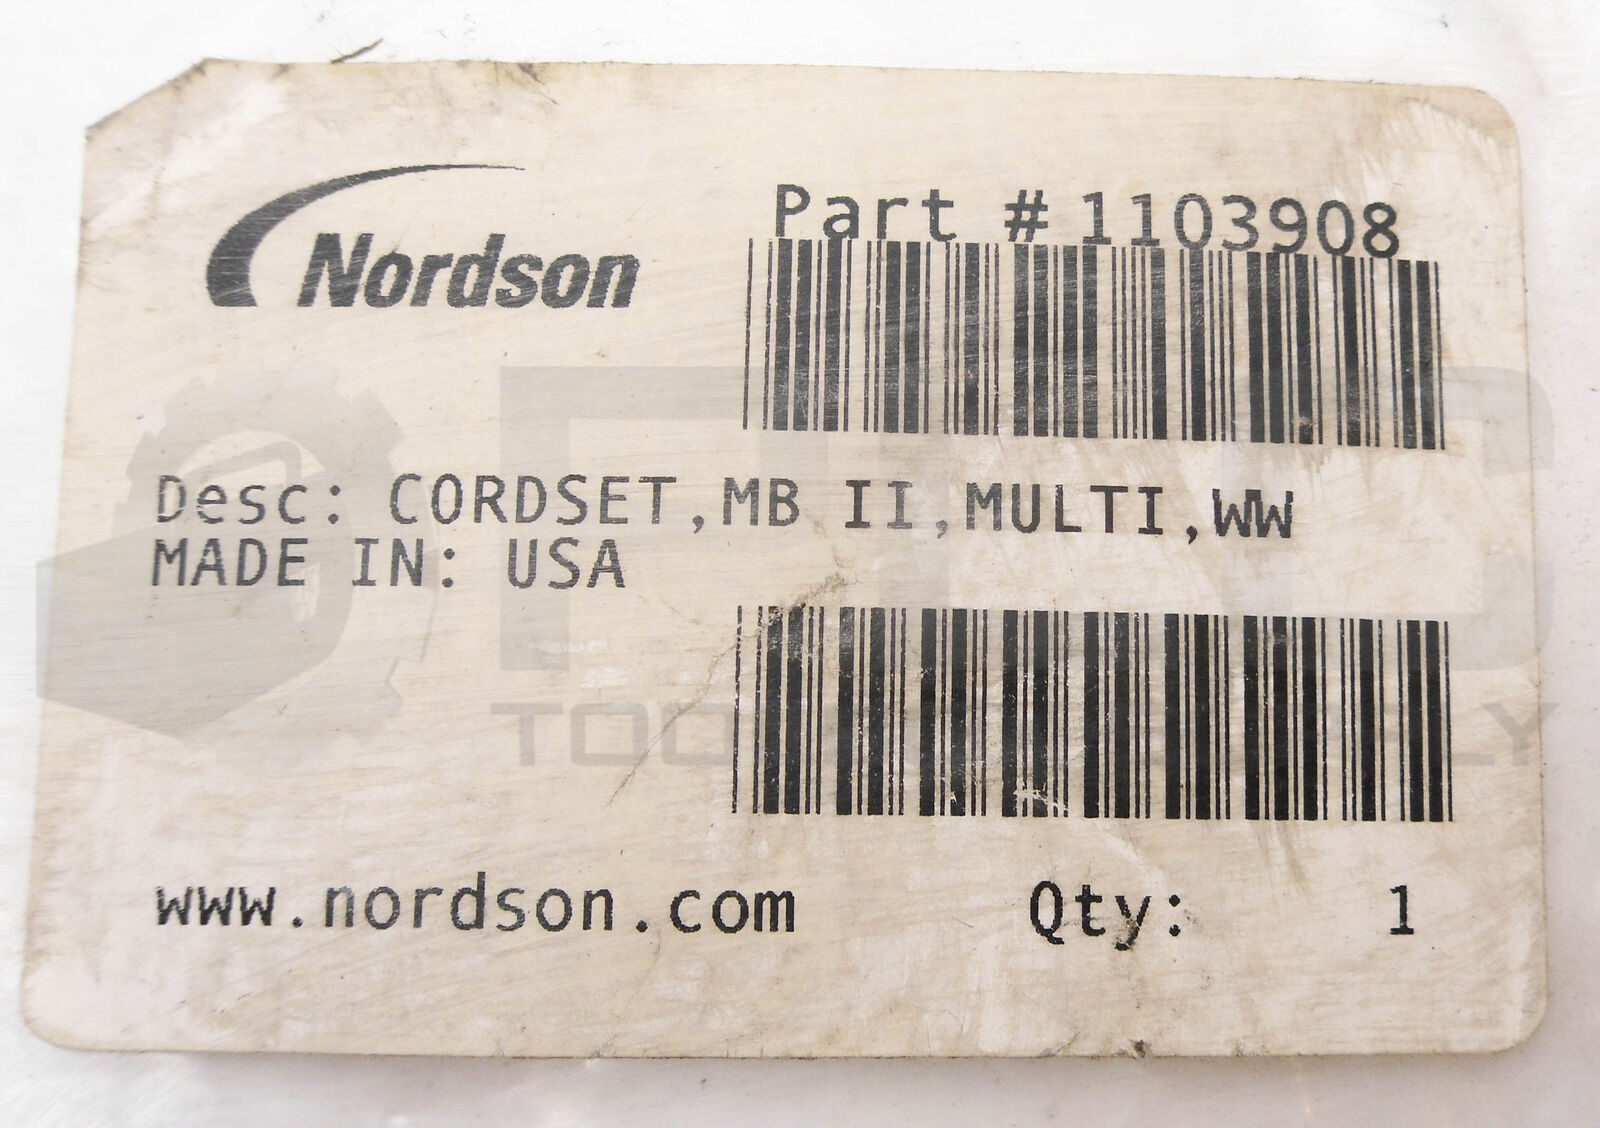 Nordson
Part # 1103908
Desc: CORDSET,MB II,MULTI,WW
MADE IN: USA
www.nordson.com
Qty: 1